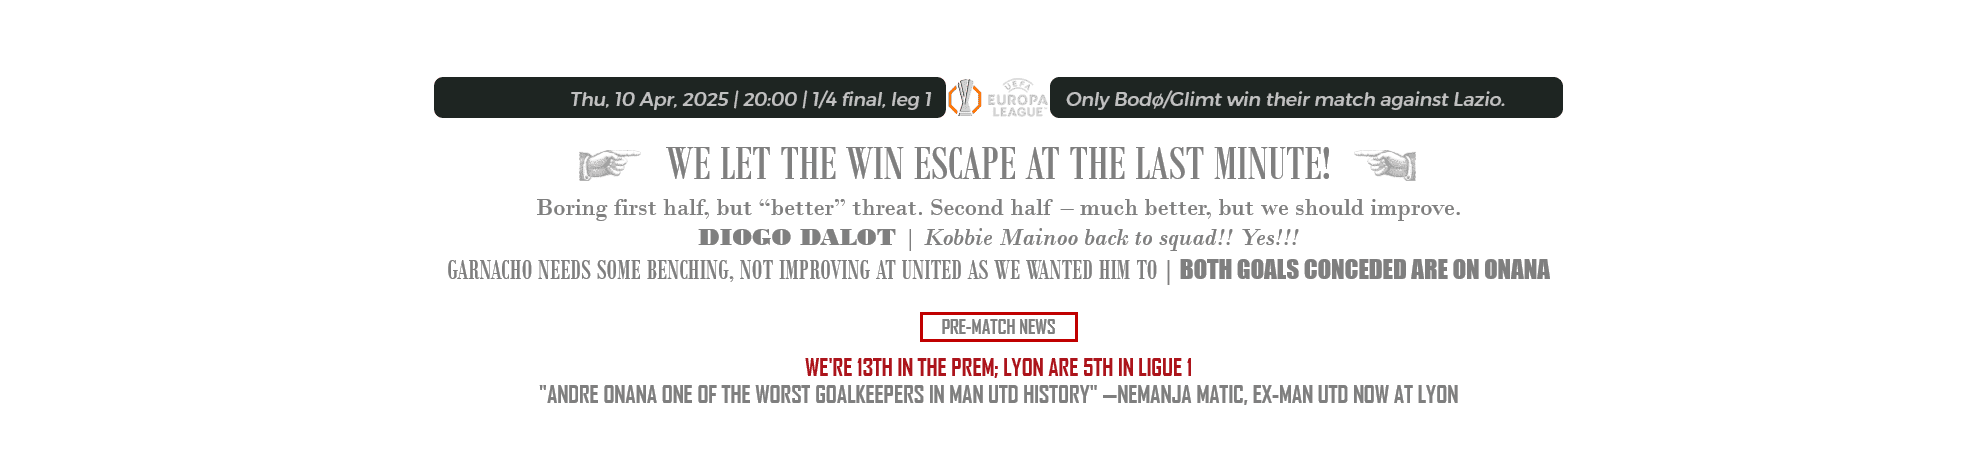 Thu, 10 Apr, 2025 | 20:00 | 1/4 final, leg 1
UEFA
EUROPA
LEAGUE
Only Bodø/Glimt win their match against Lazio.
WE LET THE WIN ESCAPE AT THE LAST MINUTE!
Boring first half, but “better” threat. Second half – much better, but we should improve.
DIOGO DALOT | Kobbie Mainoo back to squad!! Yes!!!
GARNACHO NEEDS SOME BENCHING, NOT IMPROVING AT UNITED AS WE WANTED HIM TO | BOTH GOALS CONCEDED ARE ON ONANA
PRE-MATCH NEWS
WE'RE 13TH IN THE PREM; LYON ARE 5TH IN LIGUE 1
"ANDRE ONANA ONE OF THE WORST GOALKEEPERS IN MAN UTD HISTORY" —NEMANJA MATIC, EX-MAN UTD NOW AT LYON